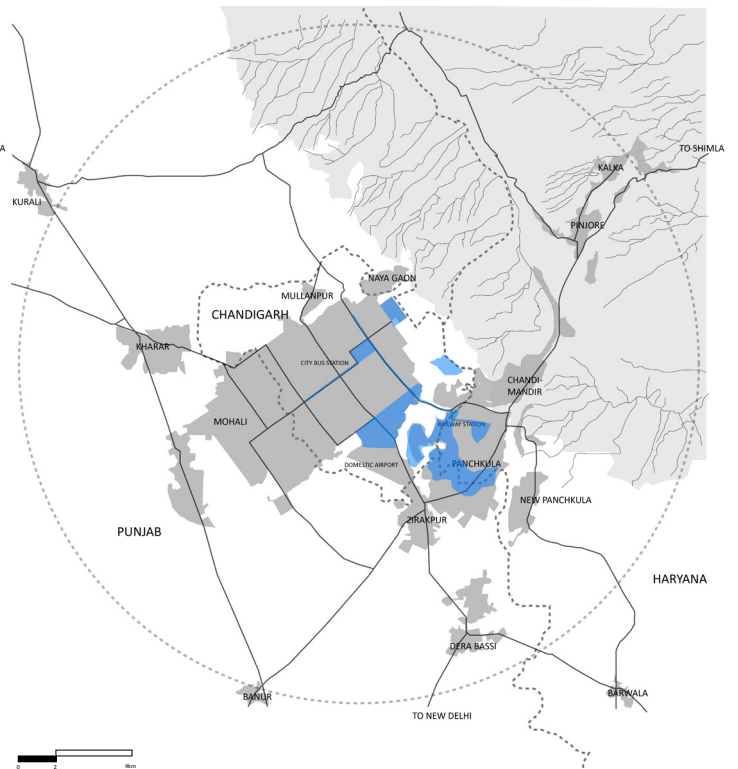 A
TO SHIMLA
KALKA
KURALI
PINJORE
NAYA GAON
MULLANPUR
CHANDIGARH
KHARAR
CITY BUS STATION
CHANDI-
MANDIR
MOHALI
RAILWAY STATION
DOMESTIC AIRPORT
PANCHKULA
NEW PANCHKULA
ZIRAKPUR
PUNJAB
HARYANA
DERA BASSI
BANUR
BARWALA
TO NEW DELHI
0 2 4km